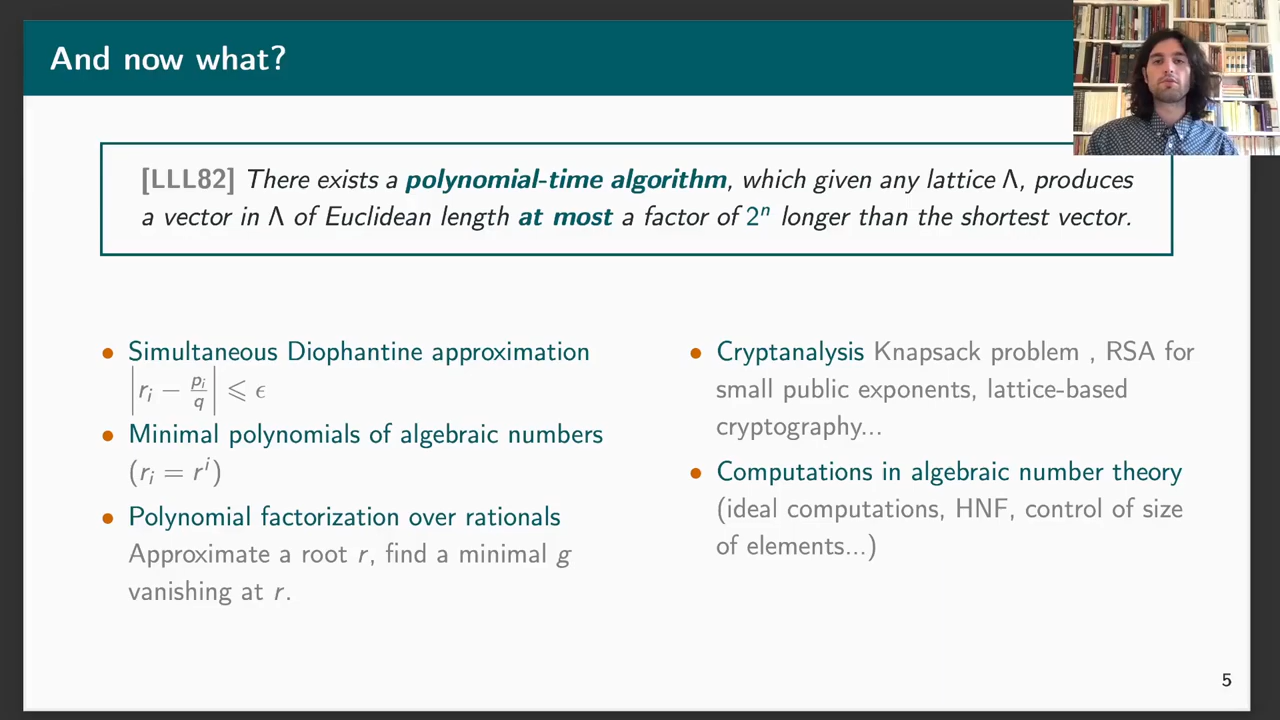 And now what?
[LLL82] There exists a polynomial-time algorithm, which given any lattice Λ, produces
a vector in Λ of Euclidean length at most a factor of 2ⁿ longer than the shortest vector.
• Simultaneous Diophantine approximation
|rᵢ − pᵢ/q| ⩽ ϵ
• Minimal polynomials of algebraic numbers
(rᵢ = rⁱ)
• Polynomial factorization over rationals
Approximate a root r, find a minimal g
vanishing at r.
• Cryptanalysis Knapsack problem , RSA for
small public exponents, lattice-based
cryptography...
• Computations in algebraic number theory
(ideal computations, HNF, control of size
of elements...)
5